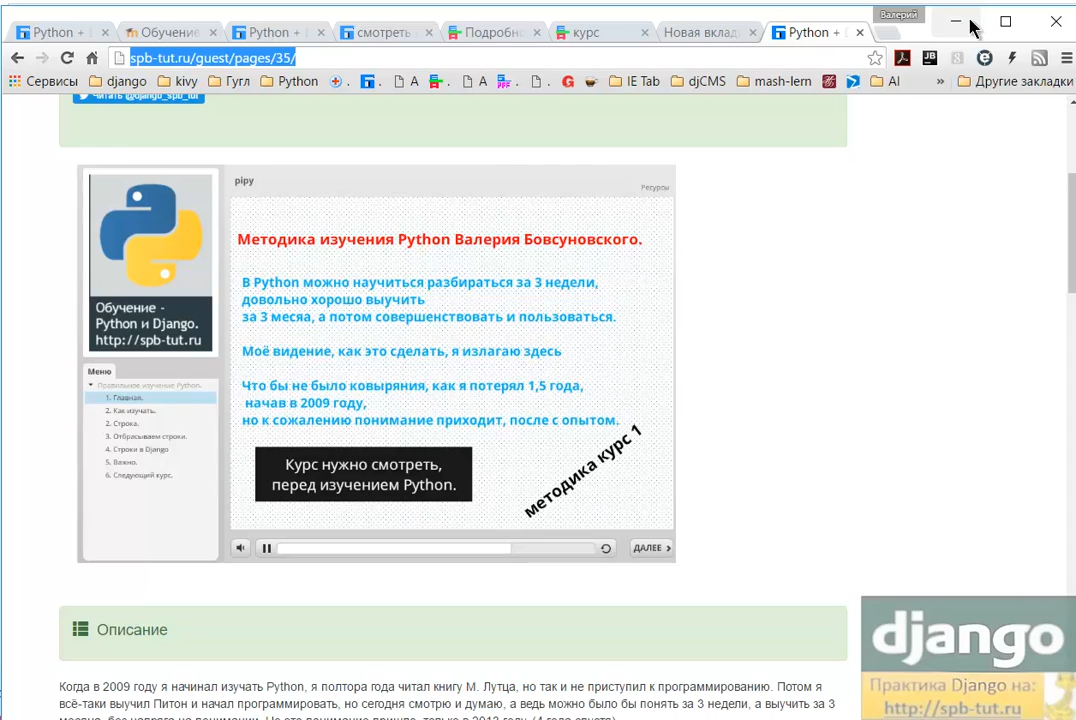 Валерий
Python +
Обучение
Python +
смотреть
Подробно
курс
Новая вклад
Python +
spb-tut.ru/guest/pages/35/
Сервисы django kivy Гугл Python A A IE Tab djCMS mash-lern AI » Другие закладки
Читать @django_spb_tut
pipy
Ресурсы
Методика изучения Python Валерия Бовсуновского.
В Python можно научиться разбираться за 3 недели,
довольно хорошо выучить
за 3 месяа, а потом совершенствовать и пользоваться.
Моё видение, как это сделать, я излагаю здесь
Что бы не было ковыряния, как я потерял 1,5 года,
начав в 2009 году,
но к сожалению понимание приходит, после с опытом.
Курс нужно смотреть,
перед изучением Python.
методика курс 1
Обучение -
Python и Django.
http://spb-tut.ru
Меню
Правильное изучение Python.
1. Главная.
2. Как изучать.
2. Строка.
3. Отбрасываем строки.
4. Строки в Django
5. Важно.
6. Следующий курс.
ДАЛЕЕ
Описание
Когда в 2009 году я начинал изучать Python, я полтора года читал книгу М. Лутца, но так и не приступил к программированию. Потом я
всё-таки выучил Питон и начал программировать, но сегодня смотрю и думаю, а ведь можно было бы понять за 3 недели, а выучить за 3
django
Практика Django на:
http://spb-tut.ru